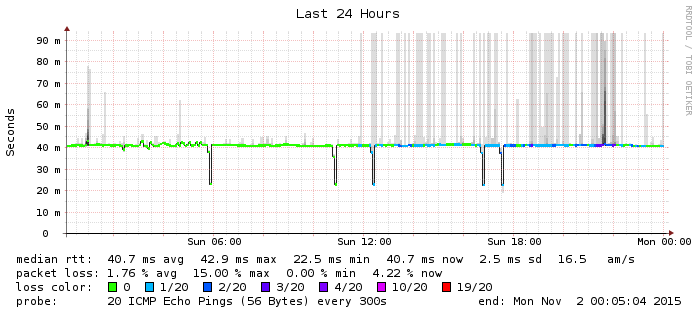 Last 24 Hours
RRDTOOL / TOBI OETIKER
Seconds
90 m
80 m
70 m
60 m
50 m
40 m
30 m
20 m
10 m
0
Sun 06:00 Sun 12:00 Sun 18:00 Mon 00:00
median rtt: 40.7 ms avg 42.9 ms max 22.5 ms min 40.7 ms now 2.5 ms sd 16.5 am/s
packet loss: 1.76 % avg 15.00 % max 0.00 % min 4.22 % now
loss color: 0 1/20 2/20 3/20 4/20 10/20 19/20
probe: 20 ICMP Echo Pings (56 Bytes) every 300s end: Mon Nov 2 00:05:04 2015